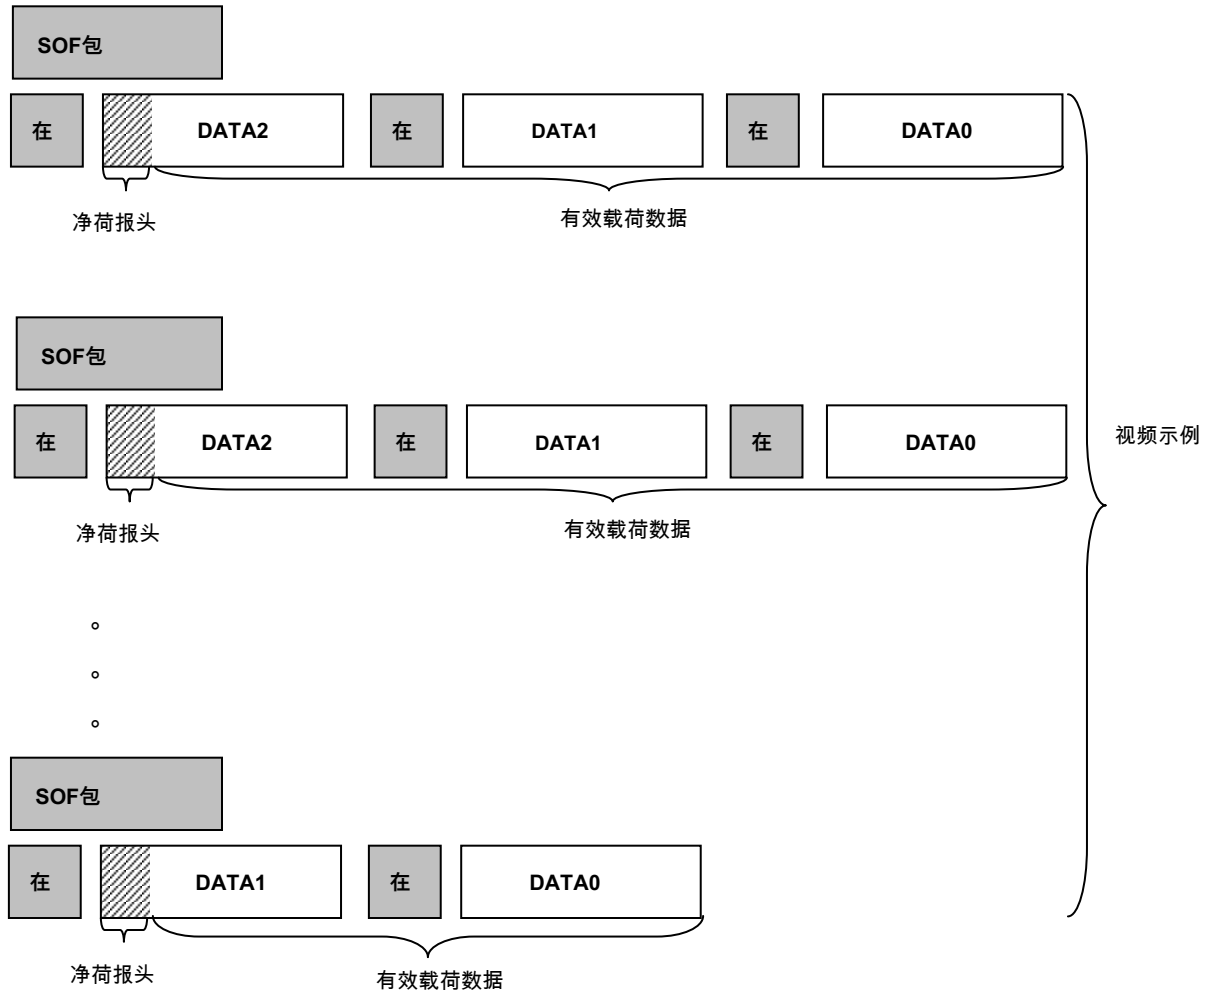 SOF包
在 DATA2 在 DATA1 在 DATA0
净荷报头 有效载荷数据
SOF包
在 DATA2 在 DATA1 在 DATA0
视频示例
净荷报头 有效载荷数据
。
。
。
SOF包
在 DATA1 在 DATA0
净荷报头 有效载荷数据